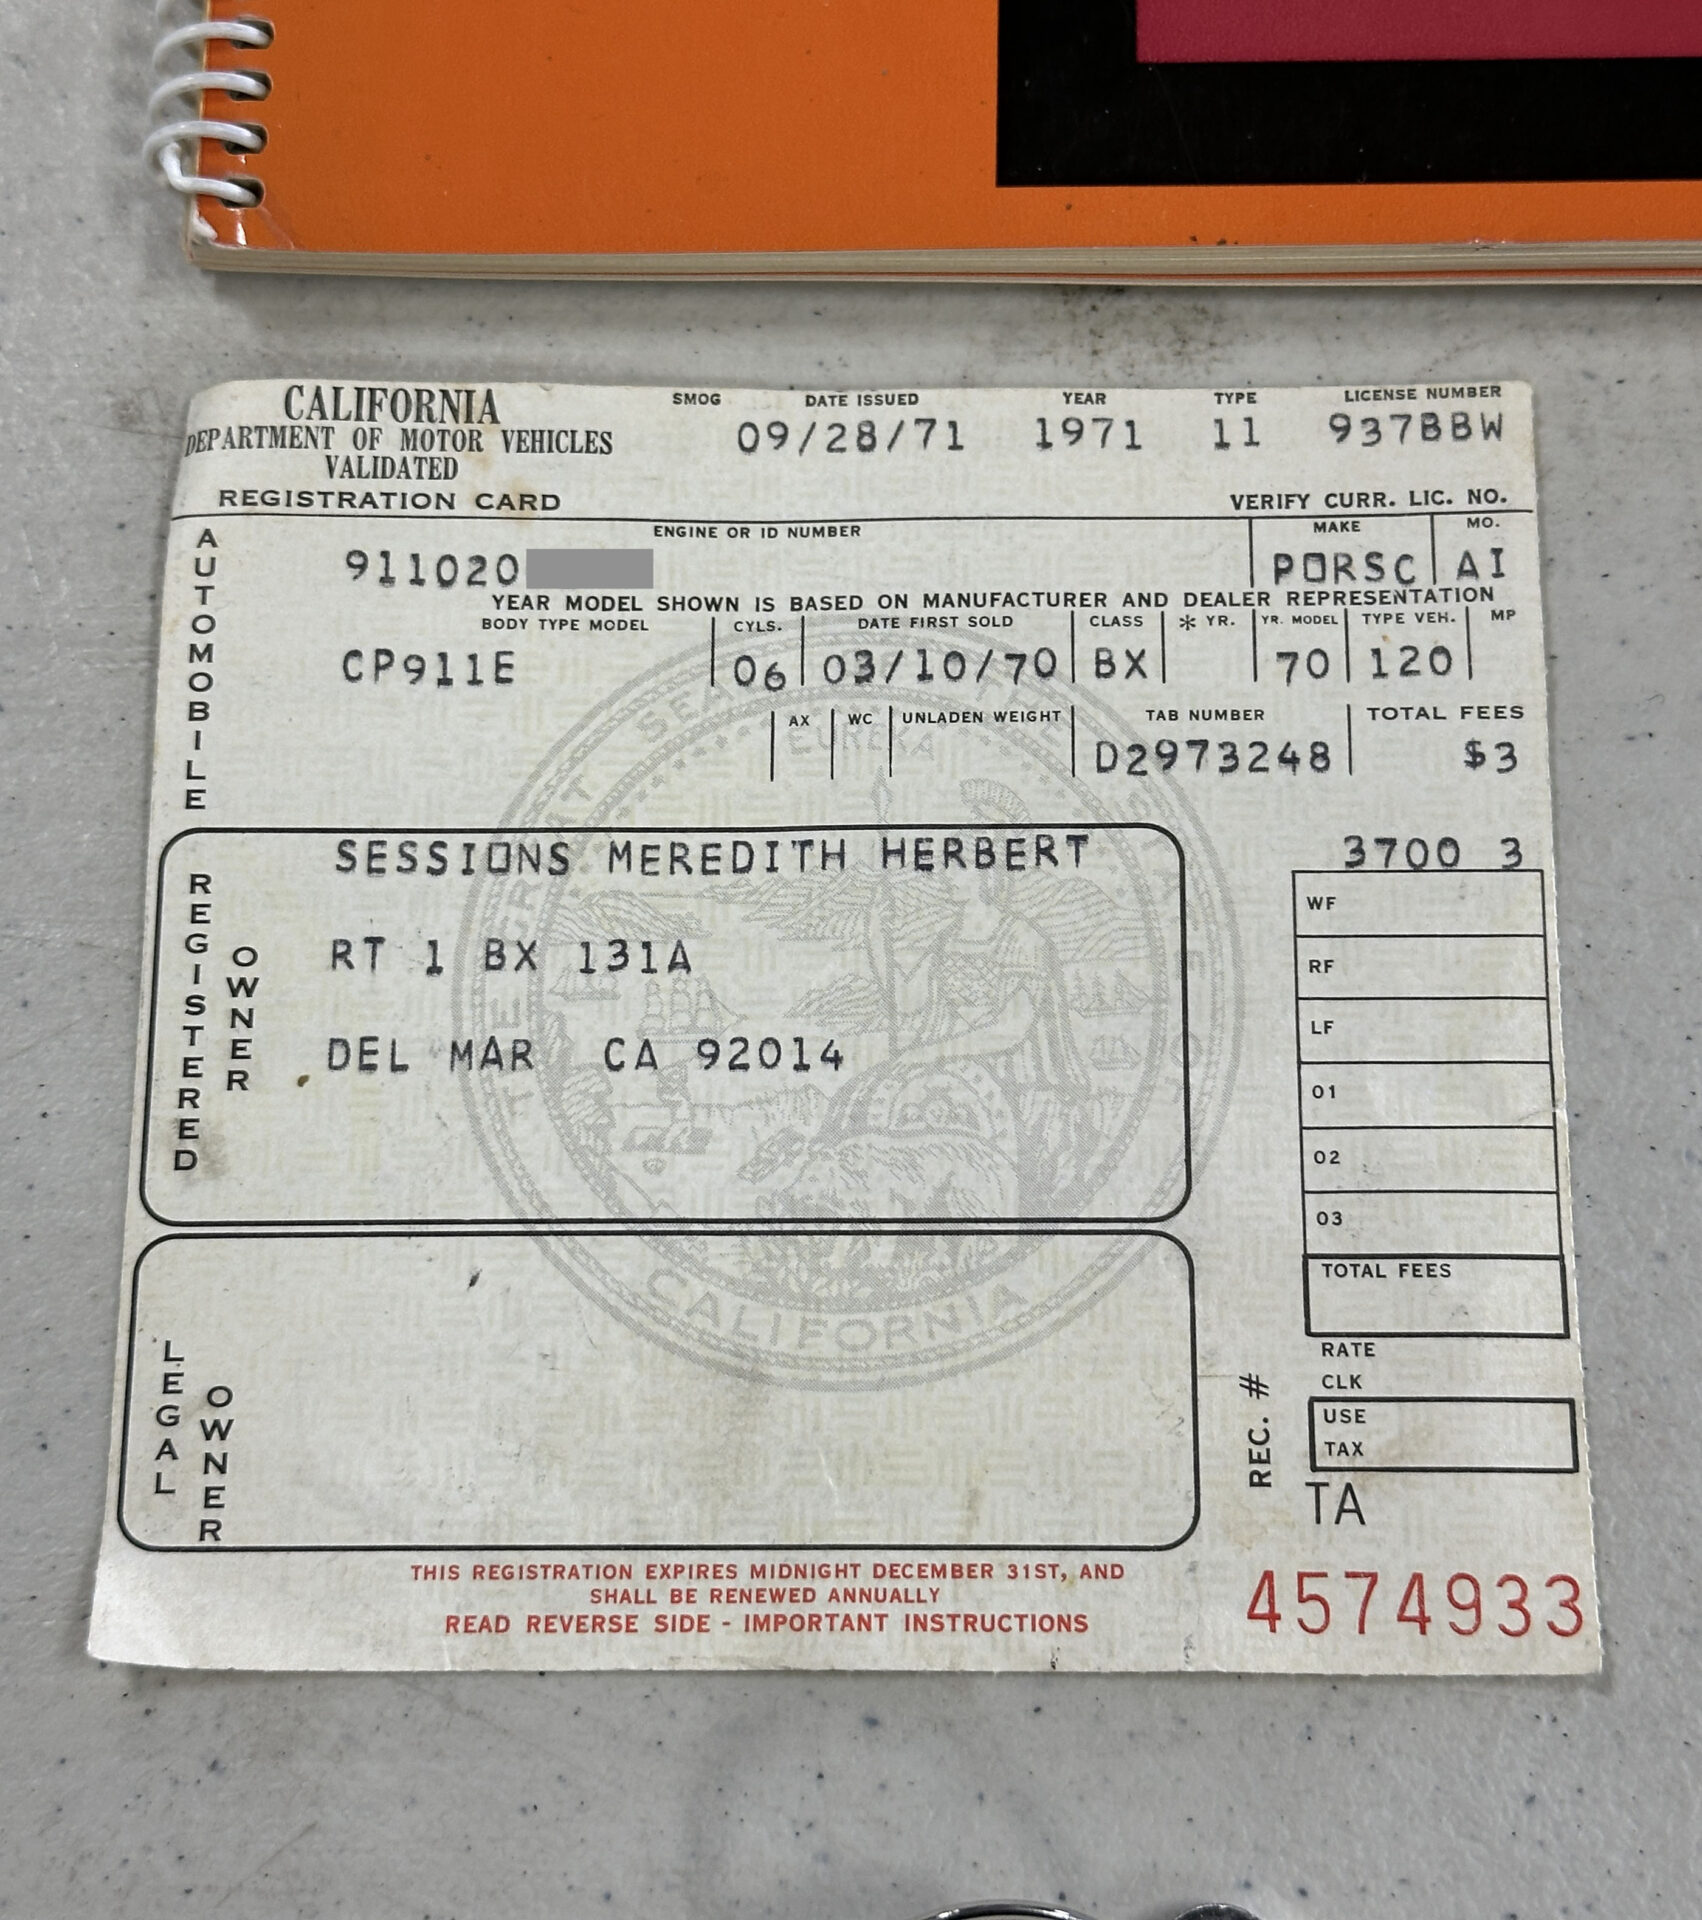 CALIFORNIA
DEPARTMENT OF MOTOR VEHICLES
VALIDATED
REGISTRATION CARD
SMOG DATE ISSUED YEAR TYPE LICENSE NUMBER
09/28/71 1971 11 937BBW
VERIFY CURR. LIC. NO.
AUTOMOBILE
ENGINE OR ID NUMBER MAKE MO.
911020 PORSC AI
YEAR MODEL SHOWN IS BASED ON MANUFACTURER AND DEALER REPRESENTATION
BODY TYPE MODEL CYLS. DATE FIRST SOLD CLASS * YR. YR. MODEL TYPE VEH. MP
CP911E 06 03/10/70 BX 70 120
AX WC UNLADEN WEIGHT TAB NUMBER TOTAL FEES
D2973248 $3
EUREKA
REGISTERED OWNER
SESSIONS MEREDITH HERBERT
RT 1 BX 131A
DEL MAR CA 92014
3700 3
WF
RF
LF
01
02
03
TOTAL FEES
RATE
CLK
USE
TAX
REC. #
TA
CALIFORNIA
LEGAL OWNER
THIS REGISTRATION EXPIRES MIDNIGHT DECEMBER 31ST, AND
SHALL BE RENEWED ANNUALLY
READ REVERSE SIDE - IMPORTANT INSTRUCTIONS
4574933